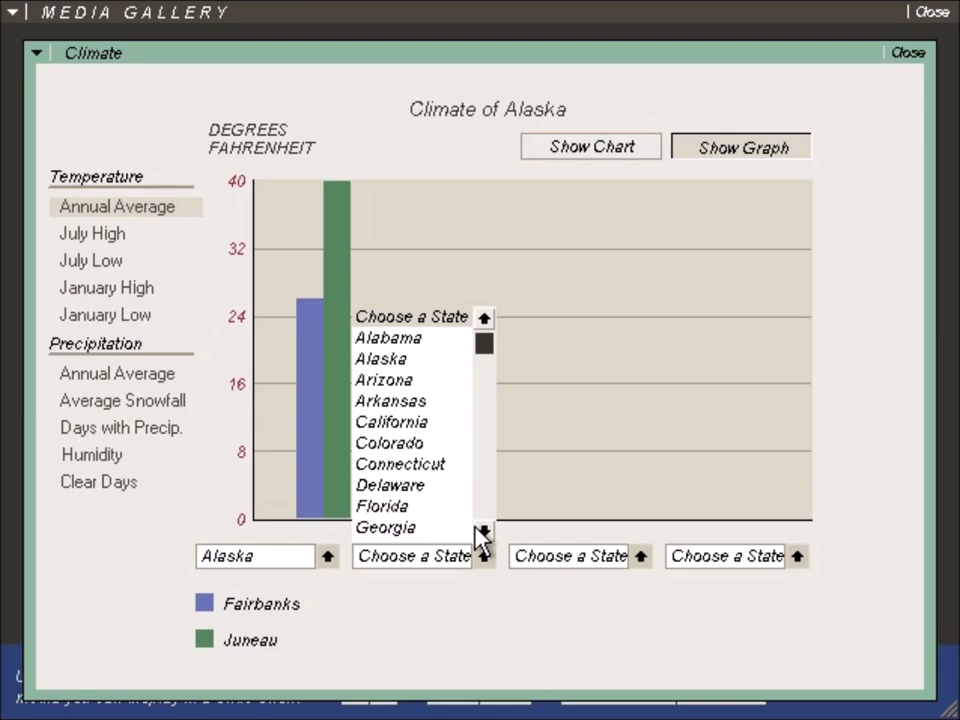 MEDIA GALLERY
Close
Climate
Close
Climate of Alaska
DEGREES
FAHRENHEIT
Show Chart
Show Graph
Temperature
Annual Average
July High
July Low
January High
January Low
Precipitation
Annual Average
Average Snowfall
Days with Precip.
Humidity
Clear Days
40
32
24
16
8
0
Choose a State
Alabama
Alaska
Arizona
Arkansas
California
Colorado
Connecticut
Delaware
Florida
Georgia
Alaska
Choose a State
Choose a State
Choose a State
Fairbanks
Juneau